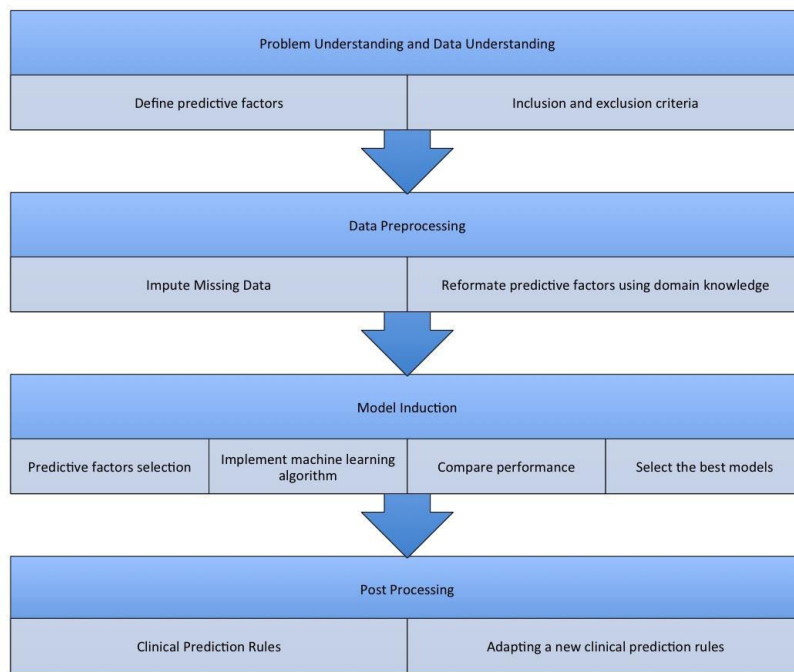 Problem Understanding and Data Understanding
Define predictive factors
Inclusion and exclusion criteria
Data Preprocessing
Impute Missing Data
Reformate predictive factors using domain knowledge
Model Induction
Predictive factors selection
Implement machine learning
algorithm
Compare performance
Select the best models
Post Processing
Clinical Prediction Rules
Adapting a new clinical prediction rules